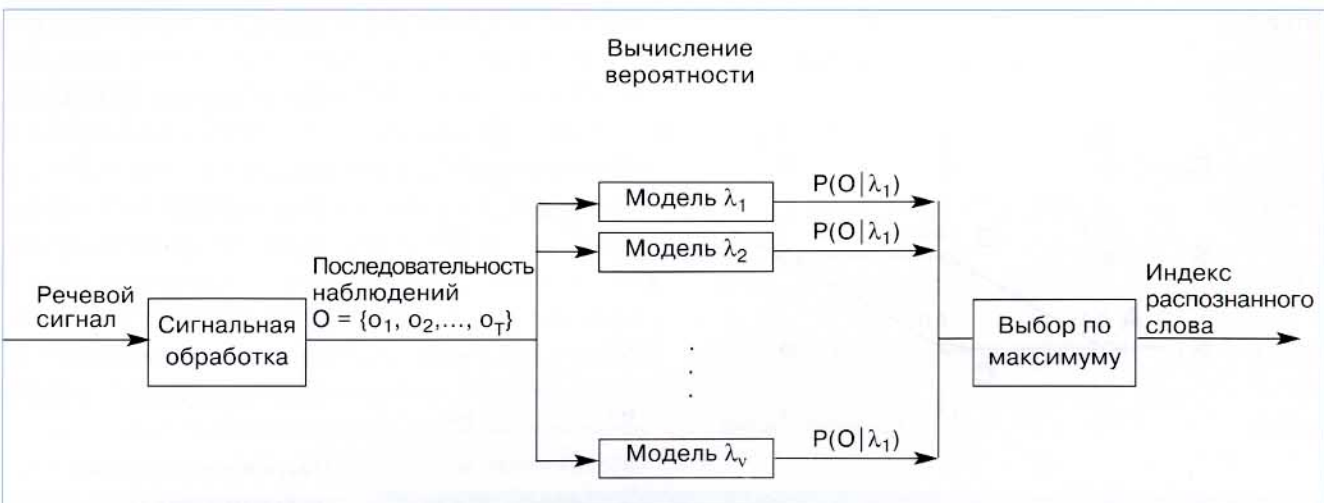 Вычисление
вероятности
Речевой
сигнал
Сигнальная
обработка
Последовательность
наблюдений
O = {o₁, o₂,..., o_T}
Модель λ₁
P(O|λ₁)
Модель λ₂
P(O|λ₁)
.
.
.
Модель λᵥ
P(O|λ₁)
Выбор по
максимуму
Индекс
распознанного
слова